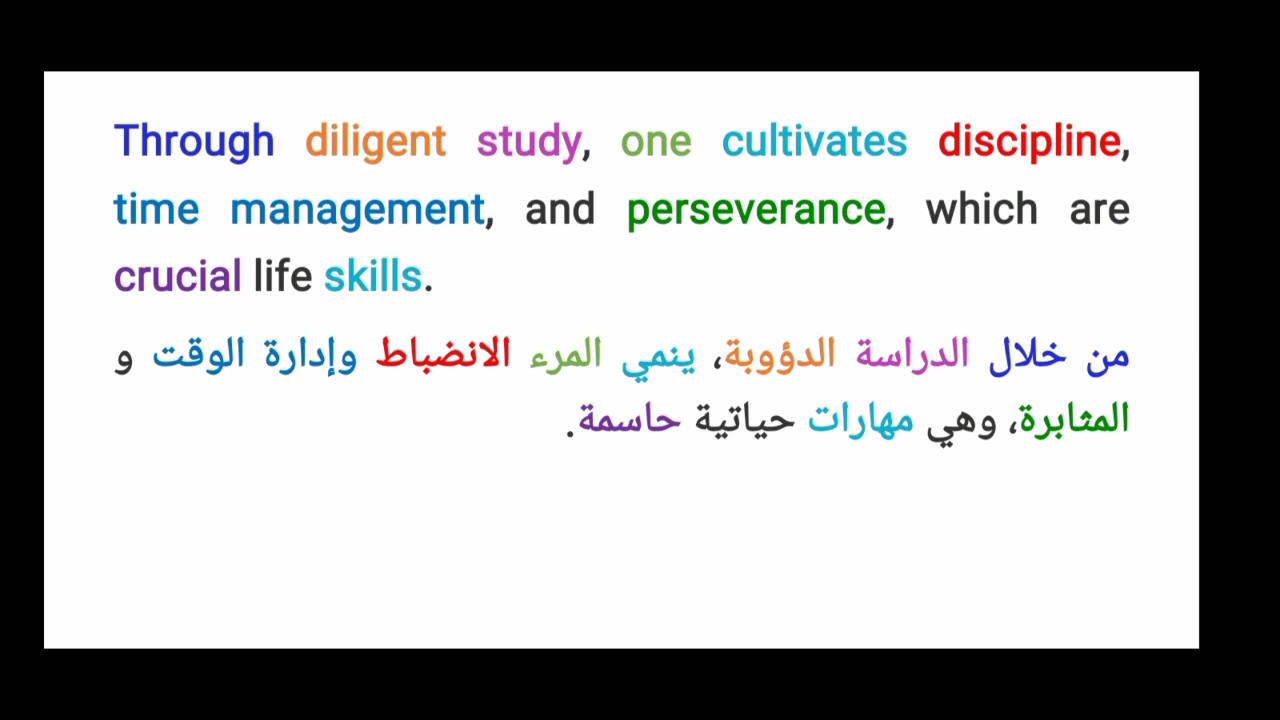 Through diligent study, one cultivates discipline,
time management, and perseverance, which are
crucial life skills.
من خلال الدراسة الدؤوبة، ينمي المرء الانضباط وإدارة الوقت و
المثابرة، وهي مهارات حياتية حاسمة.